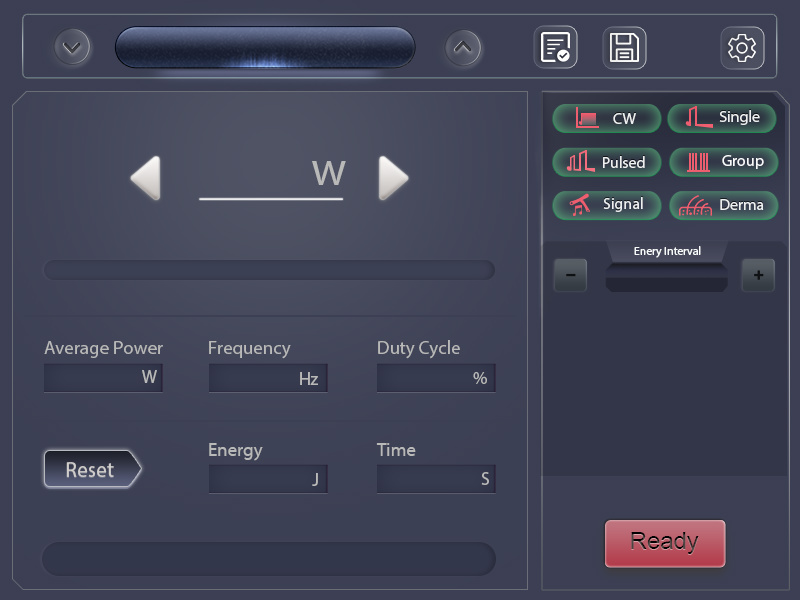 W
Average Power
Frequency
Duty Cycle
W
Hz
%
Reset
Energy
Time
J
S
CW
Single
Pulsed
Group
Signal
Derma
Enery Interval
-
+
Ready